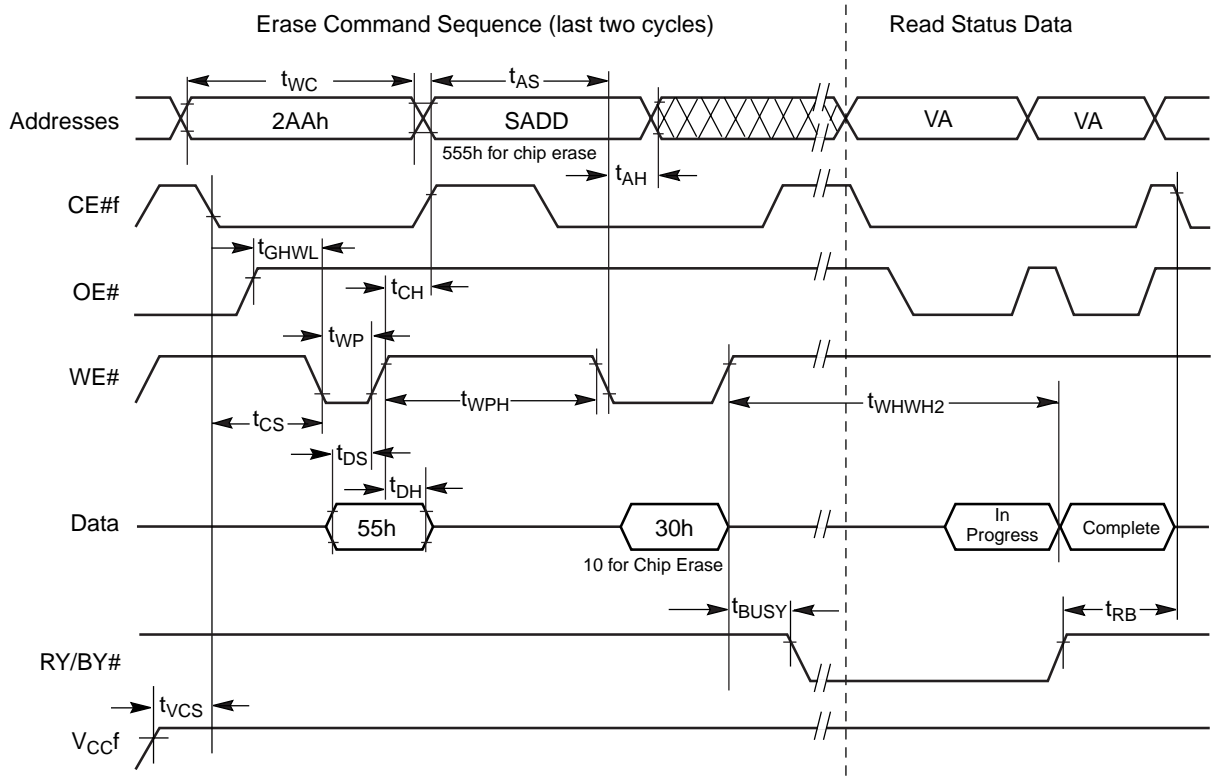 Erase Command Sequence (last two cycles)
Read Status Data
tWC
tAS
Addresses
2AAh
SADD
VA
VA
555h for chip erase
tAH
CE#f
tGHWL
OE#
tCH
tWP
WE#
tWPH
tWHWH2
tCS
tDS
tDH
Data
55h
30h
In
Progress
Complete
10 for Chip Erase
tBUSY
tRB
RY/BY#
tVCS
VCCf